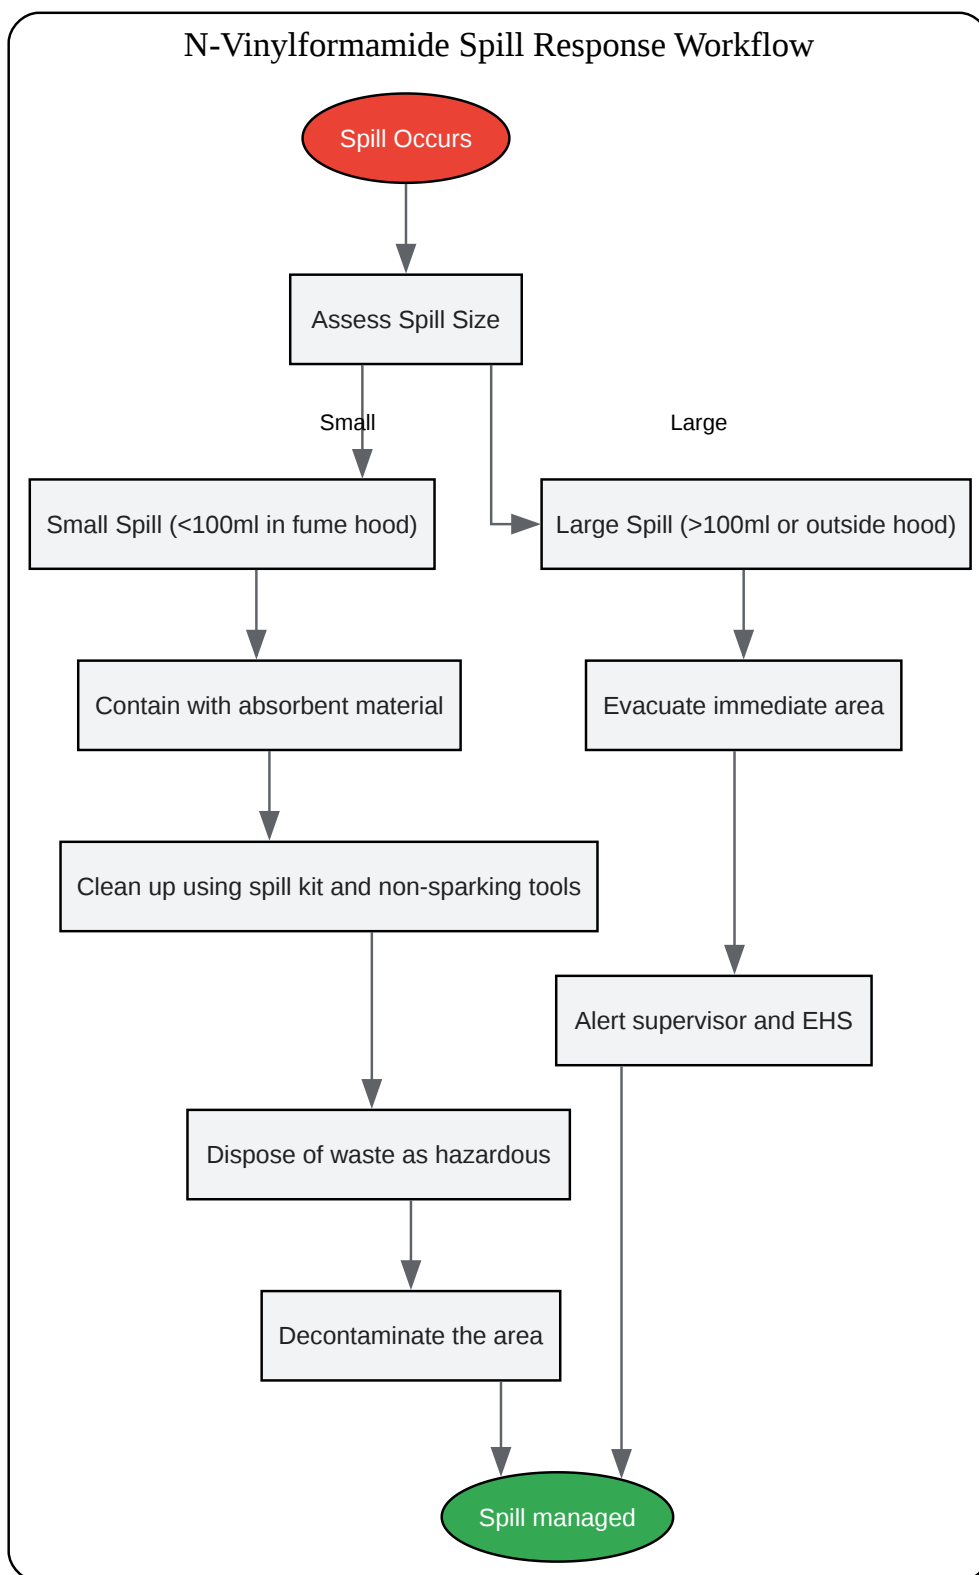 N-Vinylformamide Spill Response Workflow
Spill Occurs
Assess Spill Size
Small
Large
Small Spill (<100ml in fume hood)
Large Spill (>100ml or outside hood)
Contain with absorbent material
Evacuate immediate area
Clean up using spill kit and non-sparking tools
Alert supervisor and EHS
Dispose of waste as hazardous
Decontaminate the area
Spill managed